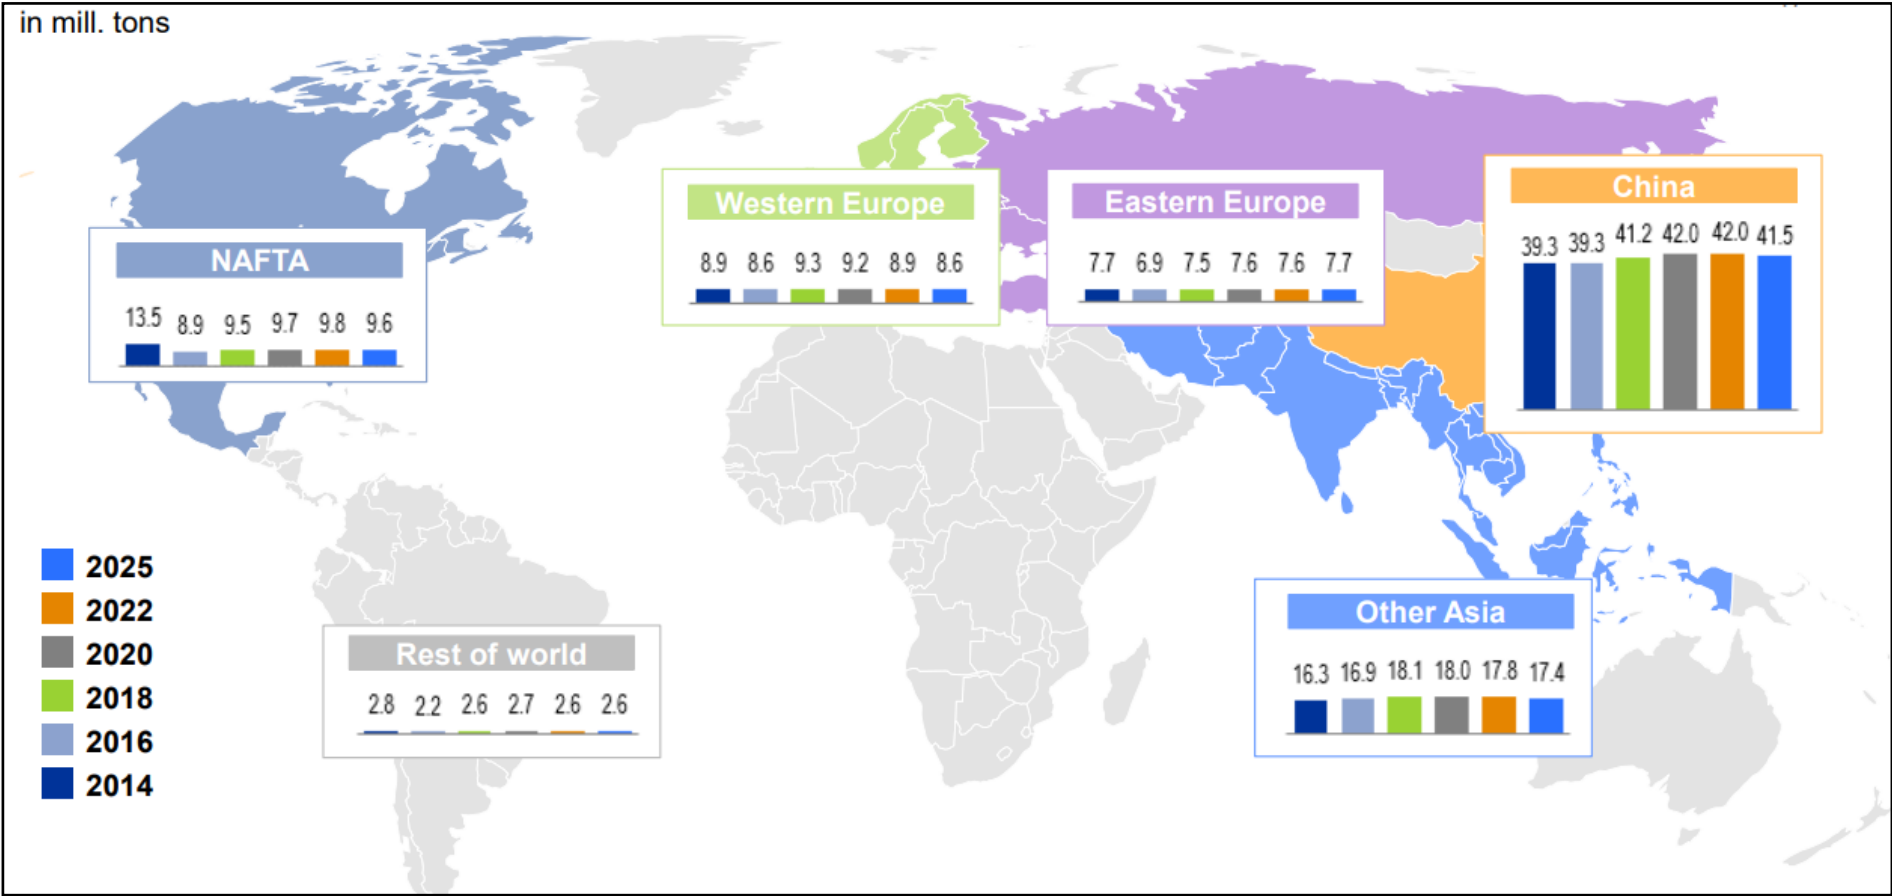 in mill. tons
NAFTA
13.5 8.9 9.5 9.7 9.8 9.6
Western Europe
8.9 8.6 9.3 9.2 8.9 8.6
Eastern Europe
7.7 6.9 7.5 7.6 7.6 7.7
China
39.3 39.3 41.2 42.0 42.0 41.5
Rest of world
2.8 2.2 2.6 2.7 2.6 2.6
Other Asia
16.3 16.9 18.1 18.0 17.8 17.4
2025
2022
2020
2018
2016
2014